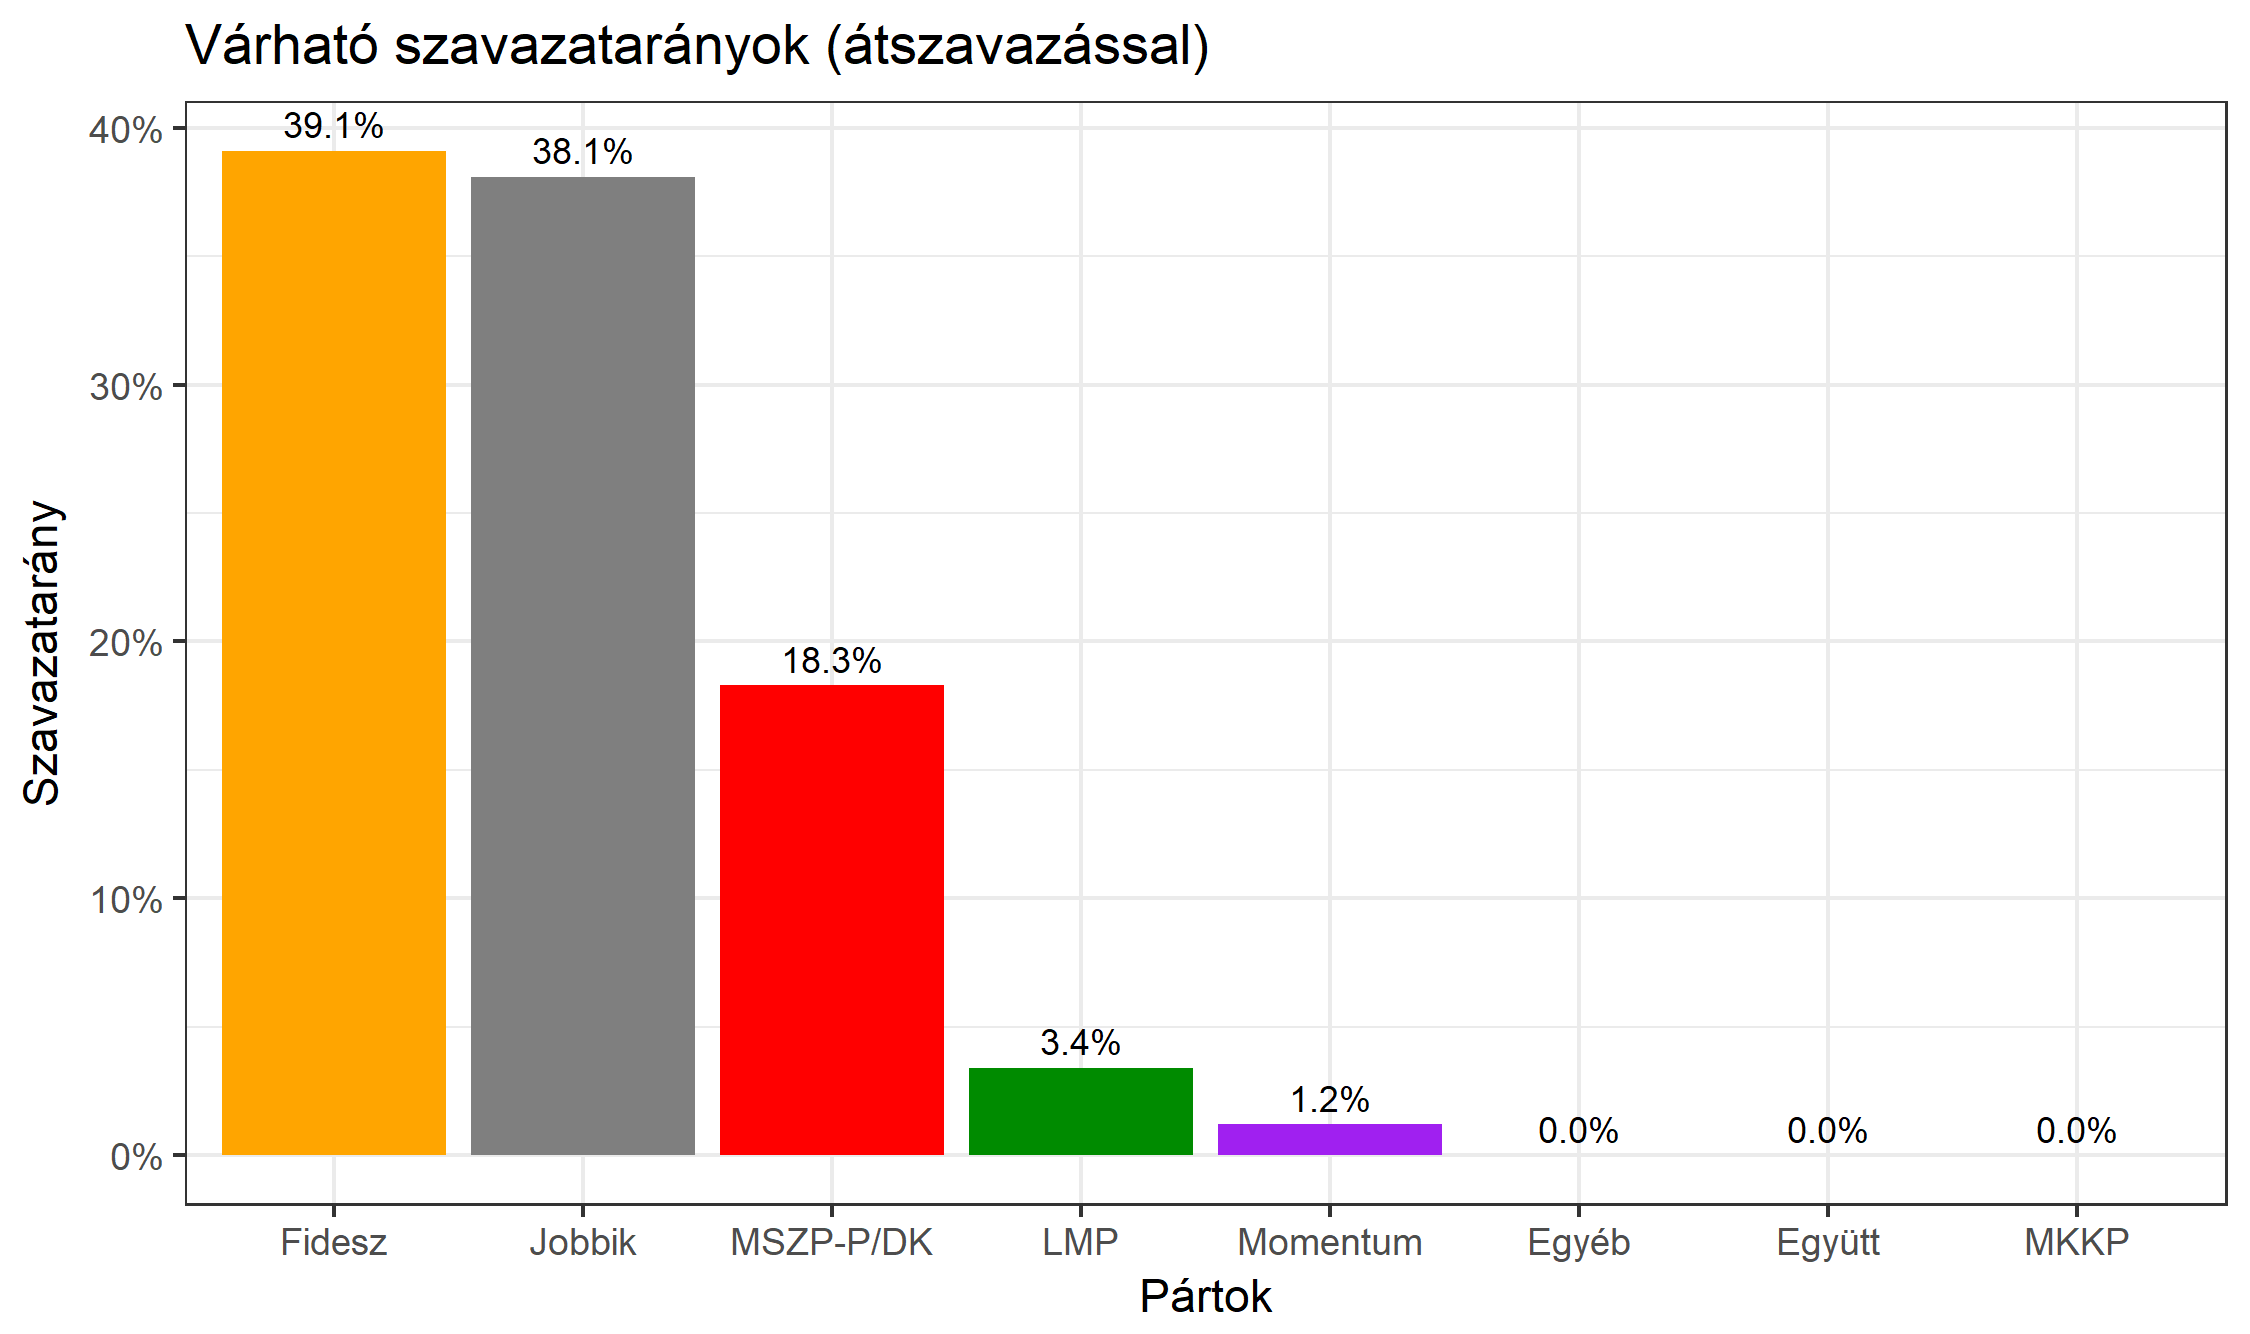 Várható szavazatarányok (átszavazással)
40%
30%
20%
10%
0%
Szavazatarány
39.1%
38.1%
18.3%
3.4%
1.2%
0.0%
0.0%
0.0%
Fidesz
Jobbik
MSZP-P/DK
LMP
Momentum
Egyéb
Együtt
MKKP
Pártok